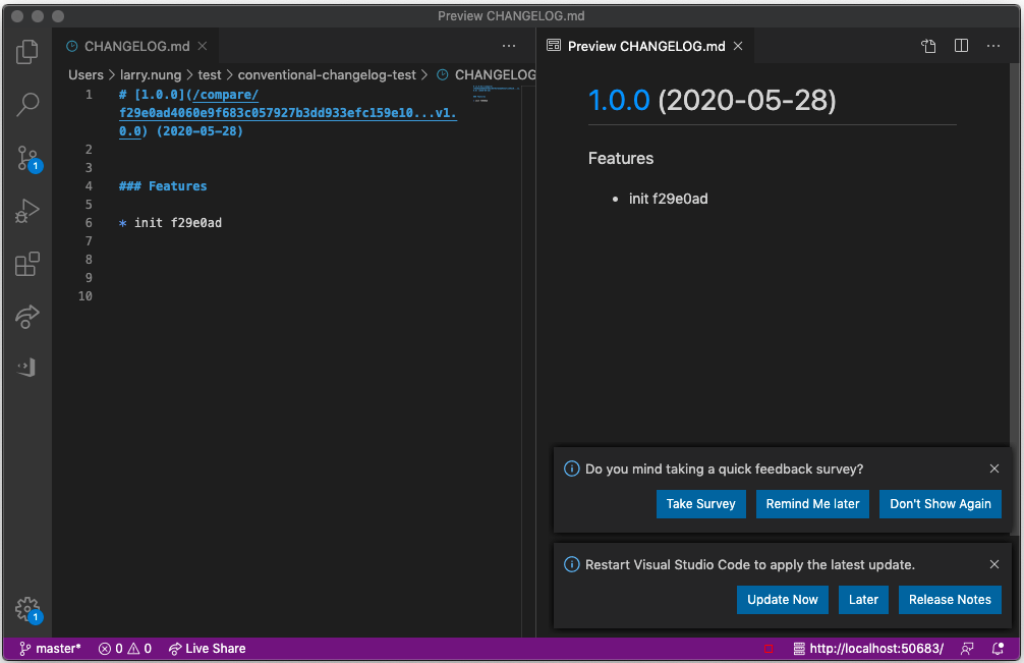 Preview CHANGELOG.md
CHANGELOG.md
Users > larry.nung > test > conventional-changelog-test > CHANGELOG
1 # [1.0.0](/compare/
f29e0ad4060e9f683c057927b3dd933efc159e10...v1.
0.0) (2020-05-28)
2
3
4 ### Features
5
6 * init f29e0ad
7
8
9
10
Preview CHANGELOG.md
1.0.0 (2020-05-28)
Features
• init f29e0ad
Do you mind taking a quick feedback survey?
Take Survey Remind Me later Don't Show Again
Restart Visual Studio Code to apply the latest update.
Update Now Later Release Notes
1
1
master* 0 0 Live Share http://localhost:50683/